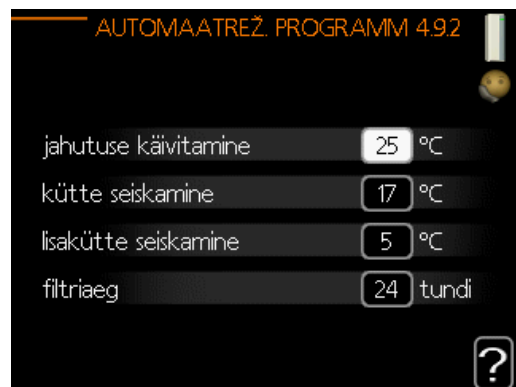 AUTOMAATREŽ. PROGRAMM 4.9.2
jahutuse käivitamine 25 °C
kütte seiskamine 17 °C
lisakütte seiskamine 5 °C
filtriaeg 24 tundi
?